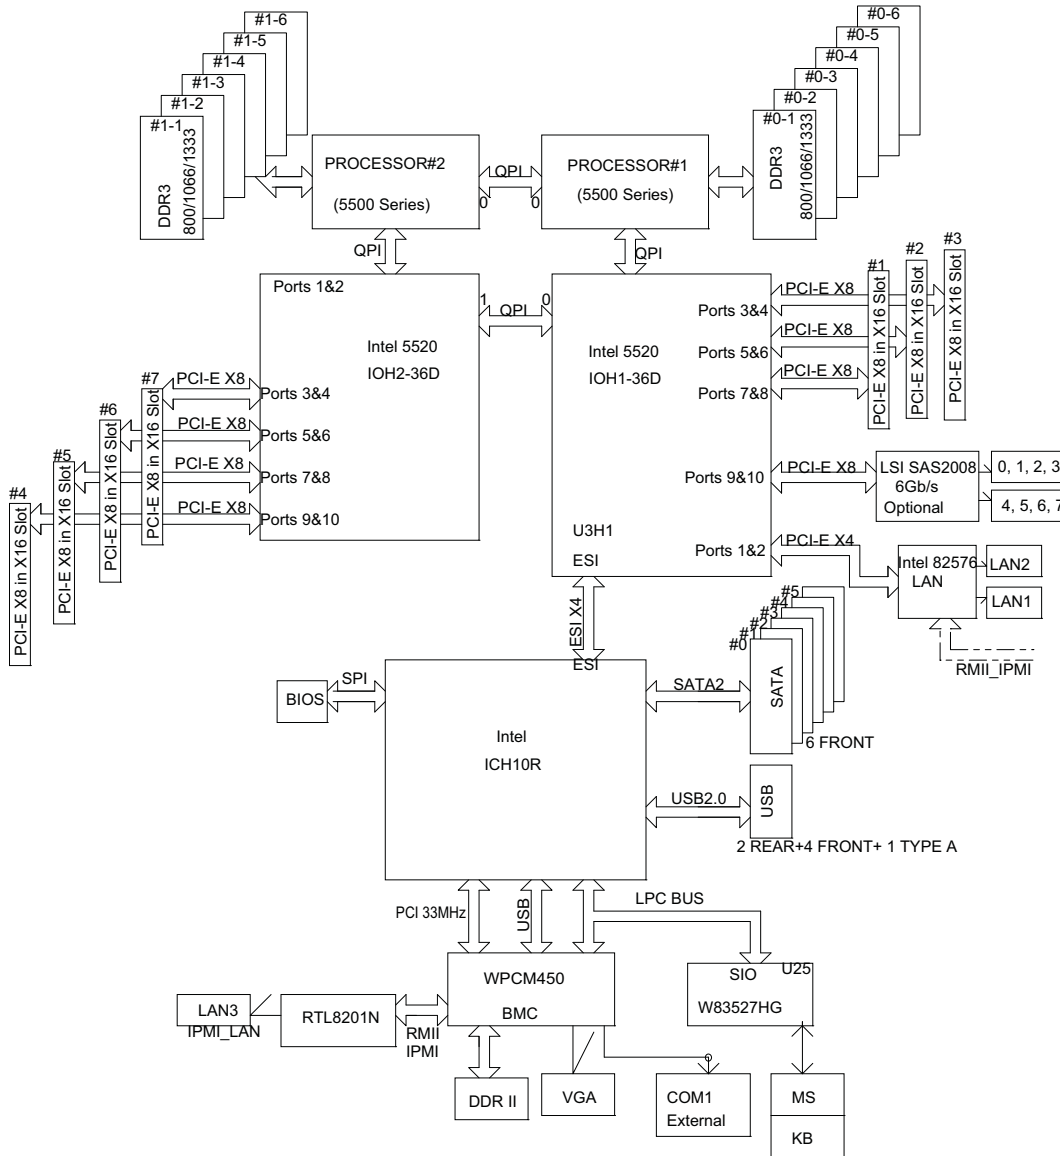 #1-6
#1-5
#1-4
#1-3
#1-2
#1-1
DDR3
800/1066/1333
#0-6
#0-5
#0-4
#0-3
#0-2
#0-1
DDR3
800/1066/1333
PROCESSOR#2
(5500 Series)
QPI
0
0
PROCESSOR#1
(5500 Series)
QPI
QPI
Ports 1&2
1
QPI
0
Intel 5520
IOH2-36D
Ports 3&4
Ports 5&6
Ports 7&8
Ports 9&10
PCI-E X8
PCI-E X8
PCI-E X8
PCI-E X8
#7
PCI-E X8 in X16 Slot
#6
PCI-E X8 in X16 Slot
#5
PCI-E X8 in X16 Slot
#4
PCI-E X8 in X16 Slot
Intel 5520
IOH1-36D
Ports 3&4
Ports 5&6
Ports 7&8
Ports 9&10
U3H1
Ports 1&2
ESI
PCI-E X8
PCI-E X8
PCI-E X8
#1
PCI-E X8 in X16 Slot
#2
PCI-E X8 in X16 Slot
#3
PCI-E X8 in X16 Slot
PCI-E X8
LSI SAS2008
6Gb/s
Optional
0, 1, 2, 3
4, 5, 6, 7
PCI-E X4
Intel 82576
LAN
LAN2
LAN1
RMII_IPMI
ESI X4
ESI
BIOS
SPI
Intel
ICH10R
SATA2
#0
#1
#2
#3
#4
#5
SATA
6 FRONT
USB2.0
USB
2 REAR+4 FRONT+ 1 TYPE A
PCI 33MHz
USB
LPC BUS
WPCM450
BMC
SIO
U25
W83527HG
LAN3
IPMI_LAN
RTL8201N
RMII
IPMI
DDR II
VGA
COM1
External
MS
KB